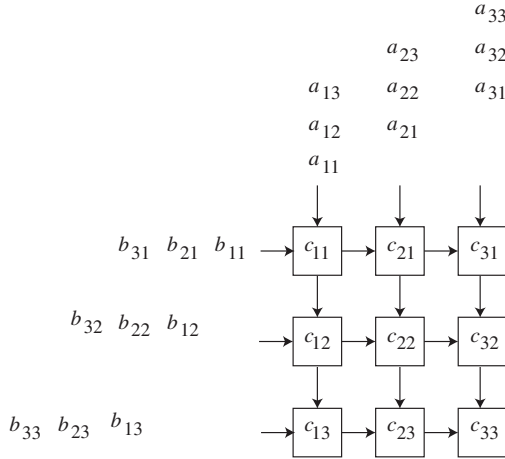 a33
a23 a32
a13 a22 a31
a12 a21
a11
b31 b21 b11 c11 c21 c31
b32 b22 b12 c12 c22 c32
b33 b23 b13 c13 c23 c33